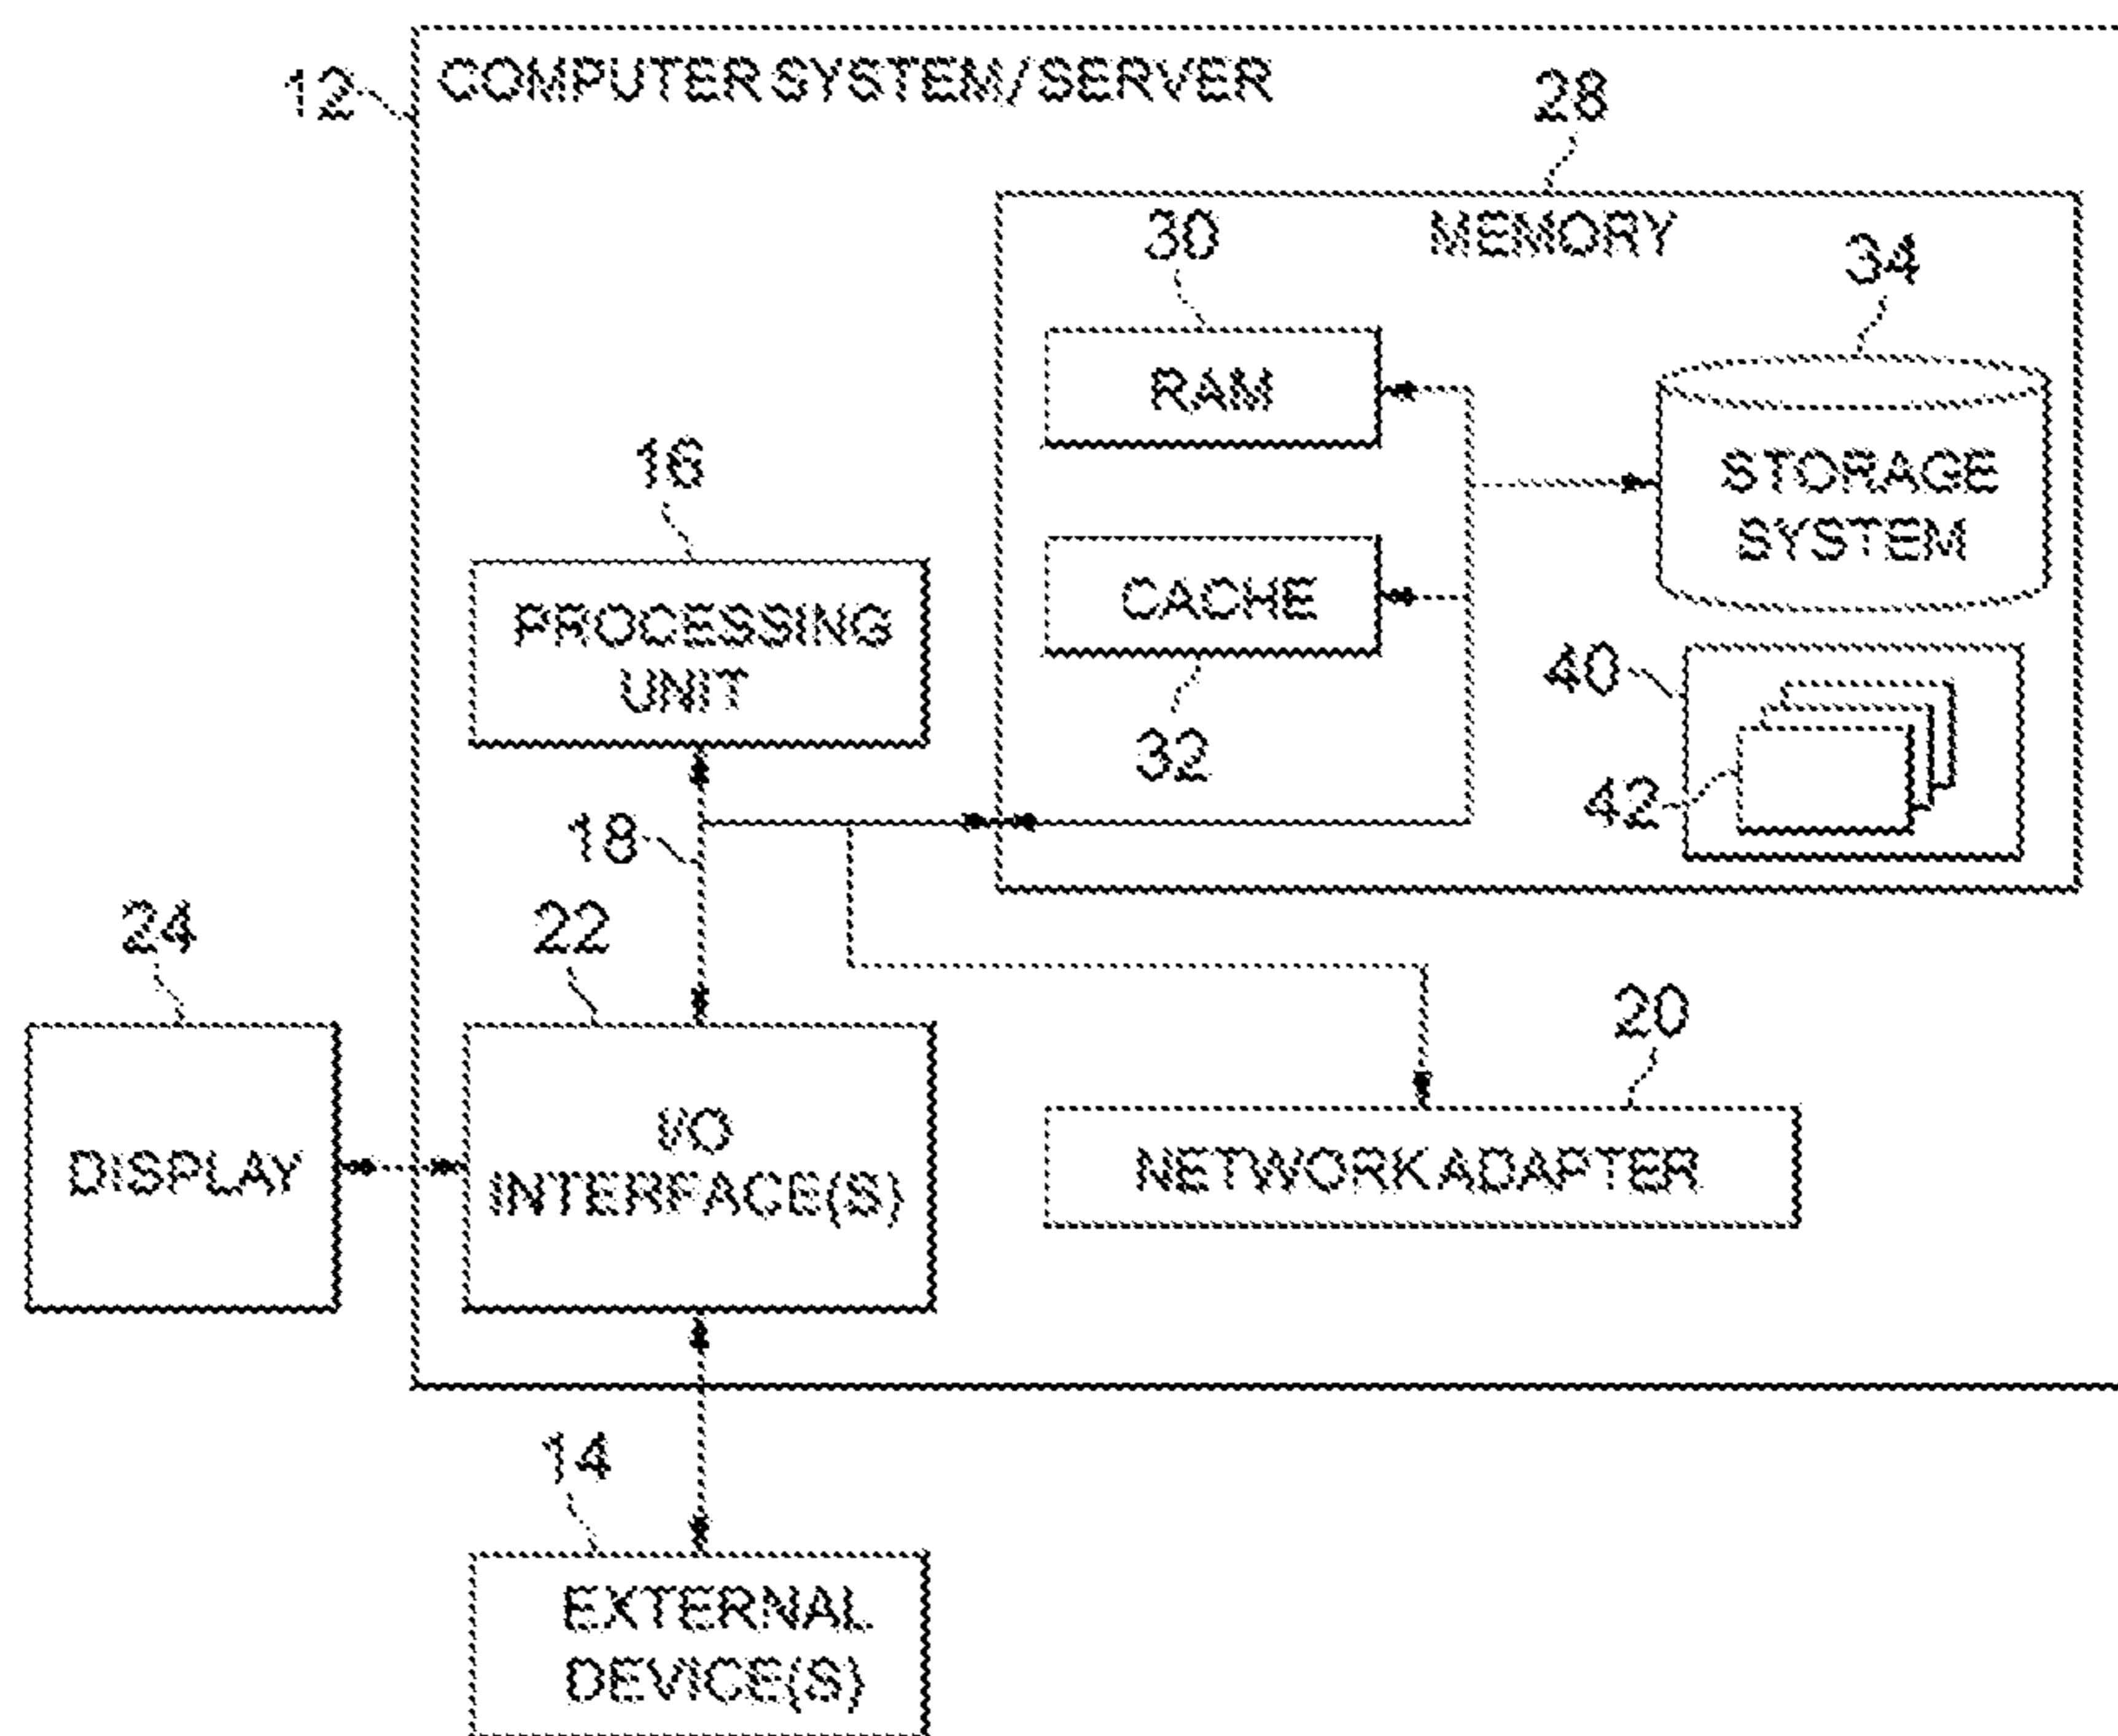 12
COMPUTER SYSTEM/SERVER
28
MEMORY
30
34
RAM
STORAGE
SYSTEM
16
PROCESSING
UNIT
CACHE
32
40
42
18
24
22
20
DISPLAY
I/O
INTERFACE(S)
NETWORK ADAPTER
14
EXTERNAL
DEVICE(S)